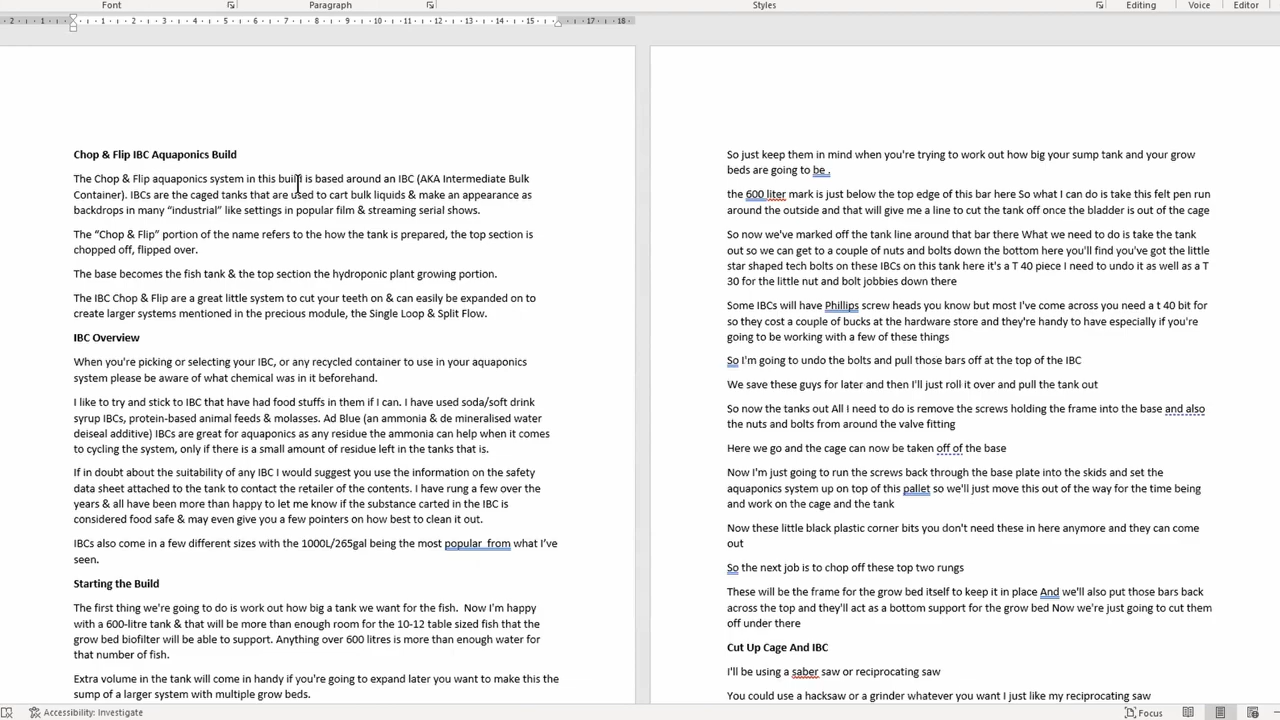 Font
Paragraph
Styles
Editing
Voice
Editor
2 1 1 2 3 4 5 6 7 8 9 10 11 12 13 14 15 17 18
Chop & Flip IBC Aquaponics Build
The Chop & Flip aquaponics system in this build is based around an IBC (AKA Intermediate Bulk
Container). IBCs are the caged tanks that are used to cart bulk liquids & make an appearance as
backdrops in many “industrial” like settings in popular film & streaming serial shows.
The “Chop & Flip” portion of the name refers to the how the tank is prepared, the top section is
chopped off, flipped over.
The base becomes the fish tank & the top section the hydroponic plant growing portion.
The IBC Chop & Flip are a great little system to cut your teeth on & can easily be expanded on to
create larger systems mentioned in the precious module, the Single Loop & Split Flow.
IBC Overview
When you're picking or selecting your IBC, or any recycled container to use in your aquaponics
system please be aware of what chemical was in it beforehand.
I like to try and stick to IBC that have had food stuffs in them if I can. I have used soda/soft drink
syrup IBCs, protein-based animal feeds & molasses. Ad Blue (an ammonia & de mineralised water
deiseal additive) IBCs are great for aquaponics as any residue the ammonia can help when it comes
to cycling the system, only if there is a small amount of residue left in the tanks that is.
If in doubt about the suitability of any IBC I would suggest you use the information on the safety
data sheet attached to the tank to contact the retailer of the contents. I have rung a few over the
years & all have been more than happy to let me know if the substance carted in the IBC is
considered food safe & may even give you a few pointers on how best to clean it out.
IBCs also come in a few different sizes with the 1000L/265gal being the most popular  from what I’ve
seen.
Starting the Build
The first thing we're going to do is work out how big a tank we want for the fish.  Now I'm happy
with a 600-litre tank & that will be more than enough room for the 10-12 table sized fish that the
grow bed biofilter will be able to support. Anything over 600 litres is more than enough water for
that number of fish.
Extra volume in the tank will come in handy if you're going to expand later you want to make this the
sump of a larger system with multiple grow beds.
So just keep them in mind when you're trying to work out how big your sump tank and your grow
beds are going to be .
the 600 liter mark is just below the top edge of this bar here So what I can do is take this felt pen run
around the outside and that will give me a line to cut the tank off once the bladder is out of the cage
So now we've marked off the tank line around that bar there What we need to do is take the tank
out so we can get to a couple of nuts and bolts down the bottom here you'll find you've got the little
star shaped tech bolts on these IBCs on this tank here it's a T 40 piece I need to undo it as well as a T
30 for the little nut and bolt jobbies down there
Some IBCs will have Phillips screw heads you know but most I've come across you need a t 40 bit for
so they cost a couple of bucks at the hardware store and they're handy to have especially if you're
going to be working with a few of these things
So I'm going to undo the bolts and pull those bars off at the top of the IBC
We save these guys for later and then I'll just roll it over and pull the tank out
So now the tanks out All I need to do is remove the screws holding the frame into the base and also
the nuts and bolts from around the valve fitting
Here we go and the cage can now be taken off of the base
Now I'm just going to run the screws back through the base plate into the skids and set the
aquaponics system up on top of this pallet so we'll just move this out of the way for the time being
and work on the cage and the tank
Now these little black plastic corner bits you don't need these in here anymore and they can come
out
So the next job is to chop off these top two rungs
These will be the frame for the grow bed itself to keep it in place And we'll also put those bars back
across the top and they'll act as a bottom support for the grow bed Now we're just going to cut them
off under there
Cut Up Cage And IBC
I'll be using a saber saw or reciprocating saw
You could use a hacksaw or a grinder whatever you want I just like my reciprocating saw
Accessibility: Investigate
Focus